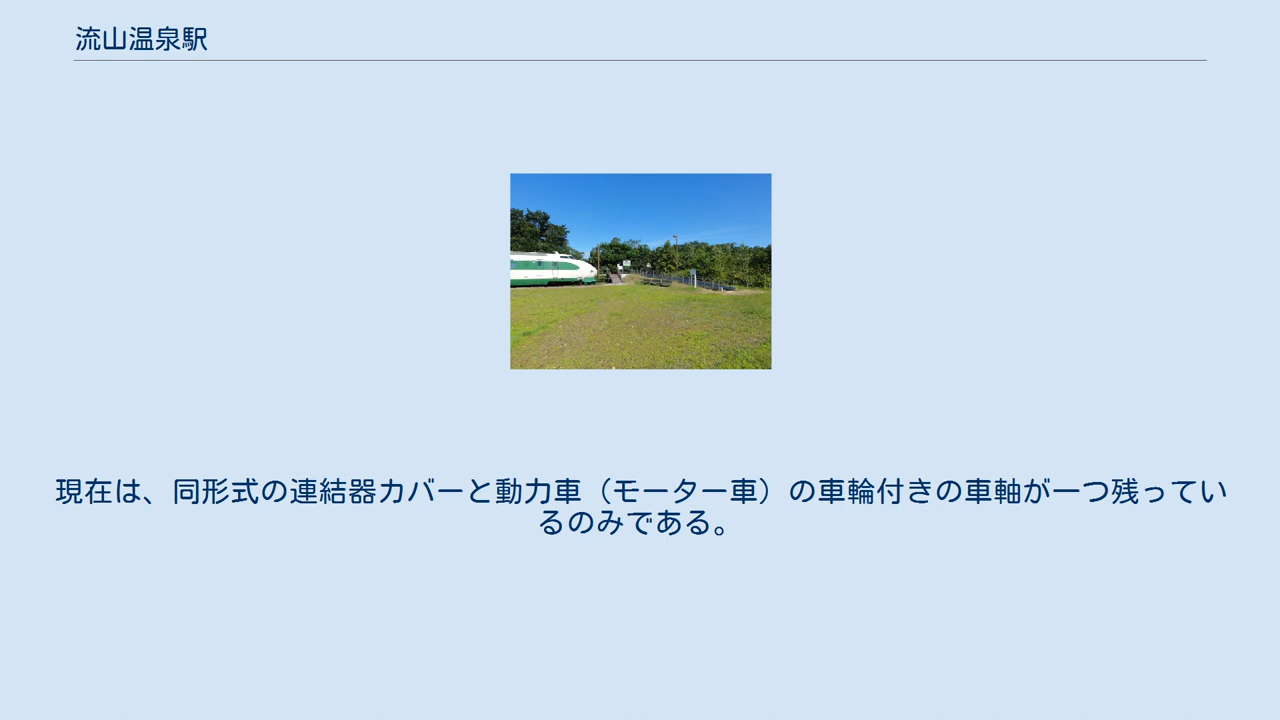 流山温泉駅
現在は、同形式の連結器カバーと動力車（モーター車）の車輪付きの車軸が一つ残ってい
るのみである。